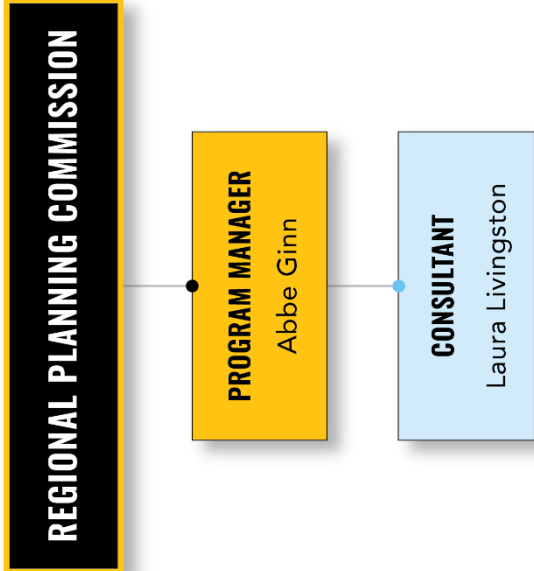 REGIONAL PLANNING COMMISSION
PROGRAM MANAGER
Abbe Ginn
CONSULTANT
Laura Livingston